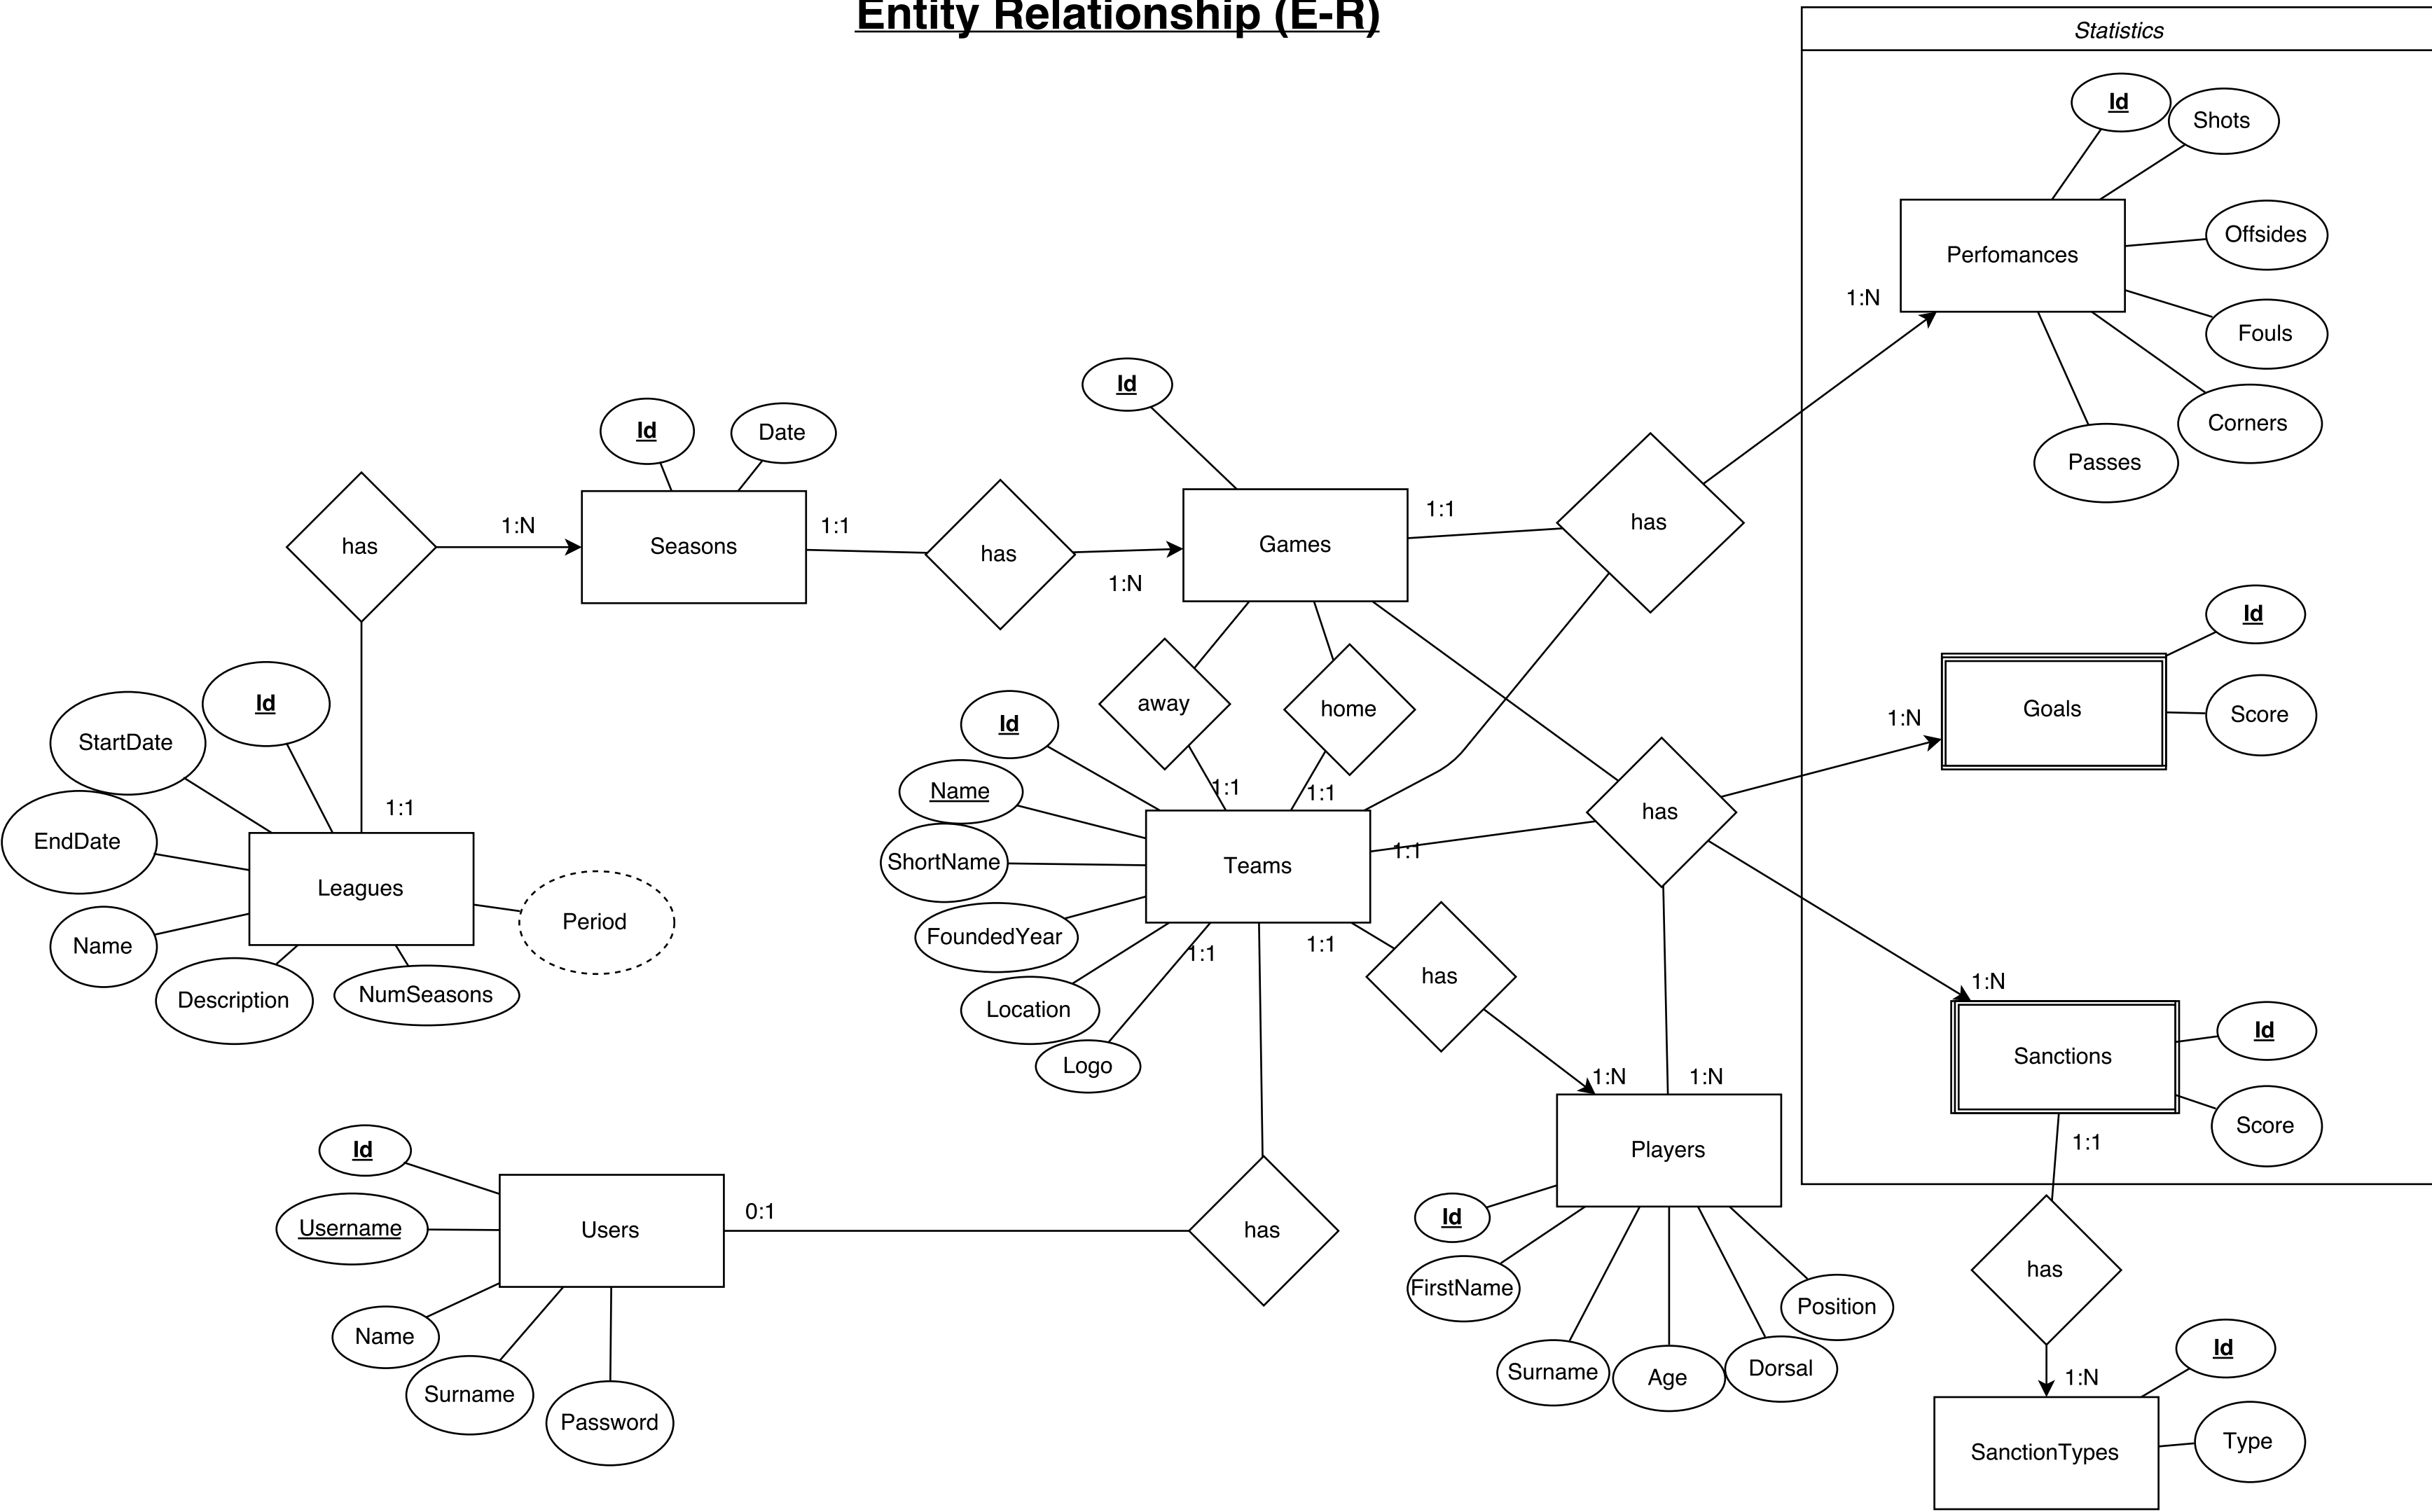 Entity Relationship (E-R)
Statistics
Id
Shots
Offsides
Perfomances
1:N
Fouls
Corners
Passes
Id
Id
Date
has
1:N
Seasons
1:1
has
1:N
Games
1:1
has
Id
Goals
Score
1:N
away
home
1:1
1:1
Id
StartDate
EndDate
1:1
Leagues
Period
Name
Description
NumSeasons
Id
Name
ShortName
FoundedYear
Location
Logo
Teams
1:1
has
1:1
1:1
has
1:N
1:N
1:N
Sanctions
Id
Score
1:1
Id
Username
Users
0:1
has
Name
Surname
Password
Players
Id
FirstName
Surname
Age
Dorsal
Position
has
1:N
Id
SanctionTypes
Type